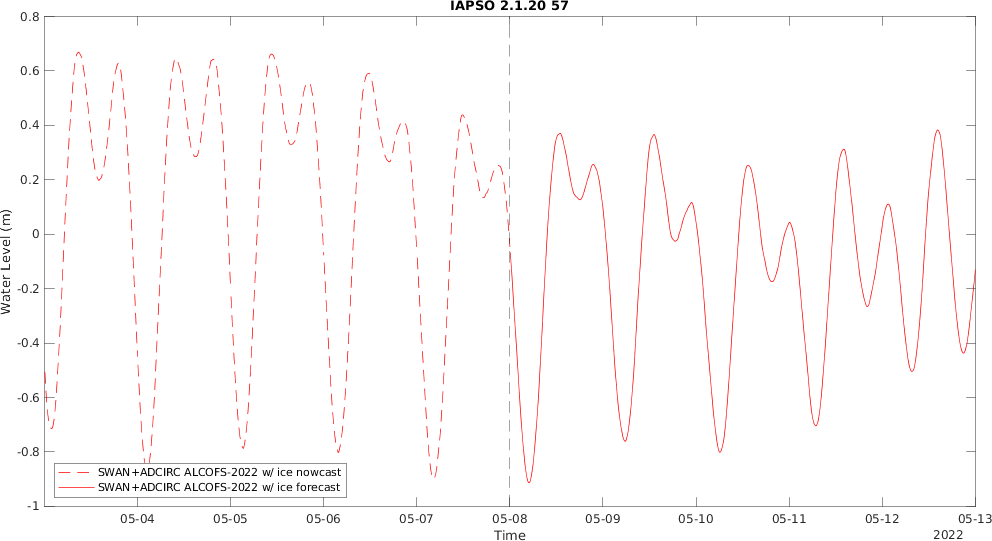 IAPSO 2.1.20 57
0.8
0.6
0.4
0.2
0
-0.2
-0.4
-0.6
-0.8
-1
Water Level (m)
SWAN+ADCIRC ALCOFS-2022 w/ ice nowcast
SWAN+ADCIRC ALCOFS-2022 w/ ice forecast
05-04 05-05 05-06 05-07 05-08 05-09 05-10 05-11 05-12 05-13
Time
2022